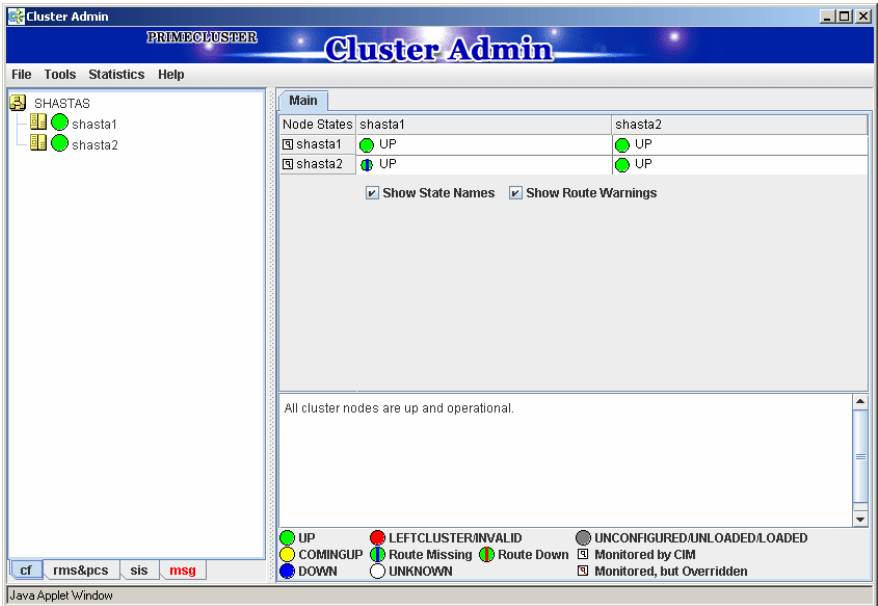 Cluster Admin
PRIMECLUSTER
Cluster Admin
File Tools Statistics Help
SHASTAS
shasta1
shasta2
Main
Node States shasta1 shasta2
shasta1 UP UP
shasta2 UP UP
Show State Names Show Route Warnings
All cluster nodes are up and operational.
UP LEFTCLUSTER/INVALID UNCONFIGURED/UNLOADED/LOADED
COMINGUP Route Missing Route Down Monitored by CIM
DOWN UNKNOWN Monitored, but Overridden
cf rms&pcs sis msg
Java Applet Window